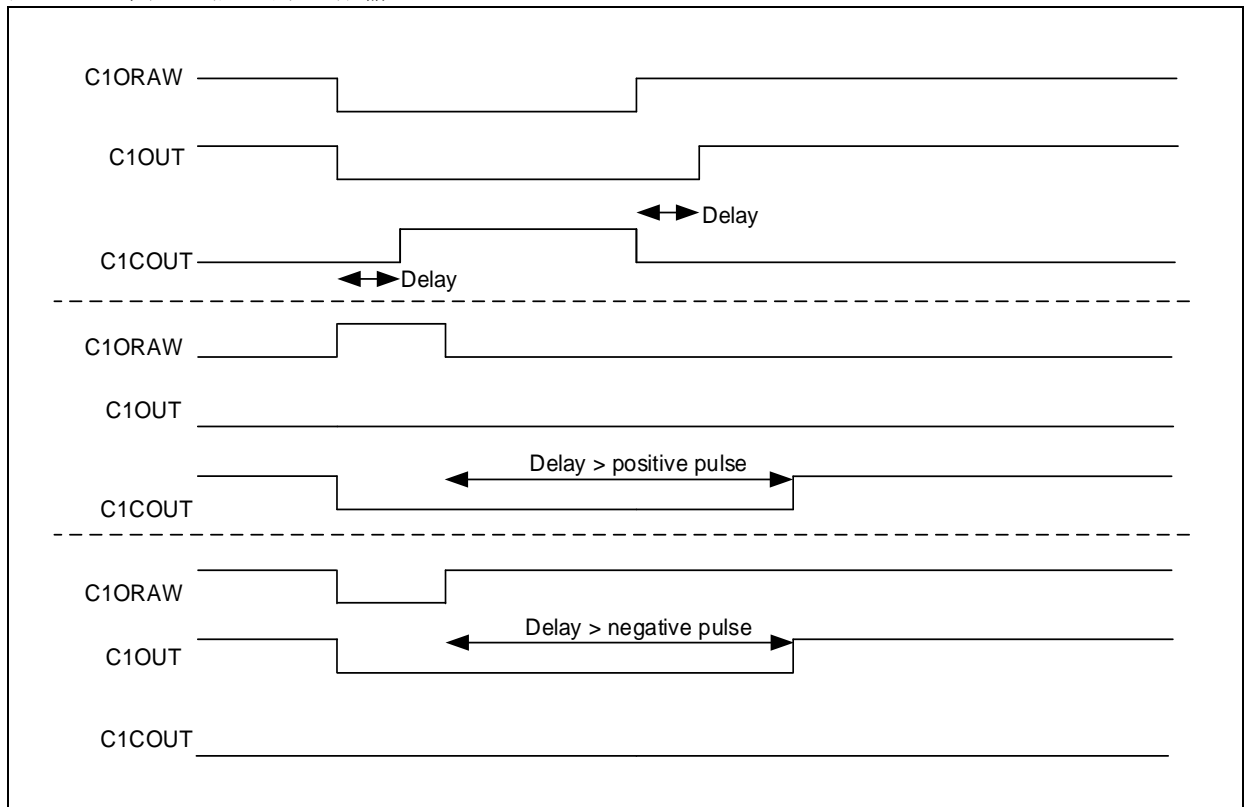 C1ORAW
C1OUT
Delay
C1COUT
Delay
C1ORAW
C1OUT
Delay > positive pulse
C1COUT
C1ORAW
Delay > negative pulse
C1OUT
C1COUT